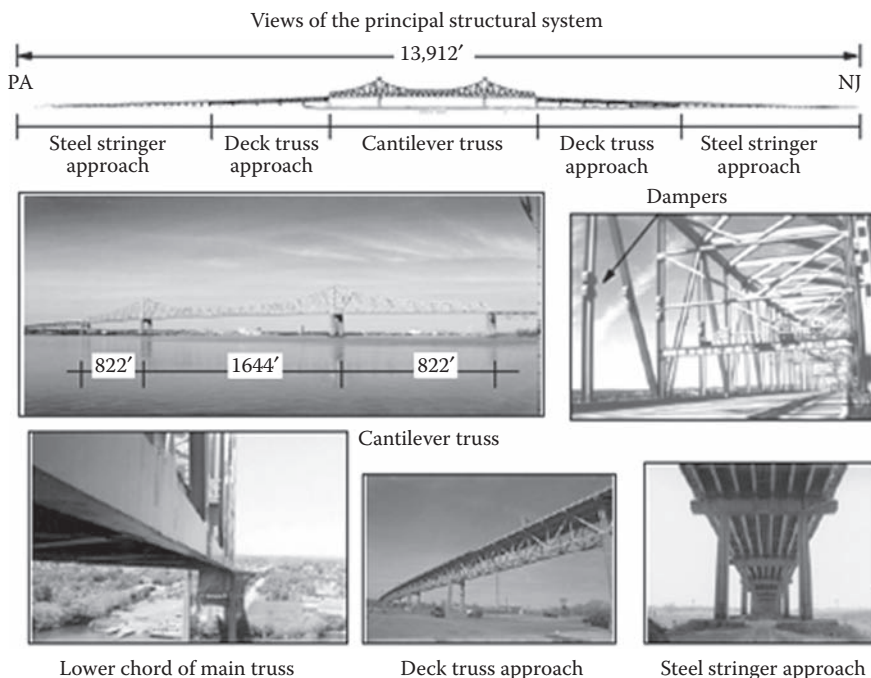 Views of the principal structural system
13,912′
PA
NJ
Steel stringer
approach
Deck truss
approach
Cantilever truss
Deck truss
approach
Steel stringer
approach
Dampers
822′
1644′
822′
Cantilever truss
Lower chord of main truss
Deck truss approach
Steel stringer approach